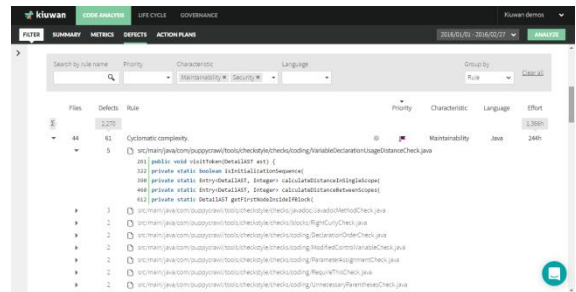 kiuwan CODE ANALYSIS LIFE CYCLE GOVERNANCE Kiuwan demos
FILTER SUMMARY METRICS DEFECTS ACTION PLANS 2016/01/01 - 2016/02/27 ANALYZE
Search by rule name Priority Characteristic Language Group by
Maintainability × Security × Rule Clear all
Files Defects Rule Priority Characteristic Language Effort
2,270 1,366h
44 61 Cyclomatic complexity. Maintainability Java 244h
5 src/main/java/com/puppycrawl/tools/checkstyle/checks/coding/VariableDeclarationUsageDistanceCheck.java
201 public void visitToken(DetailAST ast) {
322 private static boolean isInitializationSequence(
390 private static Entry<DetailAST, Integer> calculateDistanceInSingleScope(
460 private static Entry<DetailAST, Integer> calculateDistanceBetweenScopes(
612 private static DetailAST getFirstNodeInsideIfBlock(
3 src/main/java/com/puppycrawl/tools/checkstyle/checks/javadoc/JavadocMethodCheck.java
2 src/main/java/com/puppycrawl/tools/checkstyle/checks/blocks/RightCurlyCheck.java
2 src/main/java/com/puppycrawl/tools/checkstyle/checks/coding/DeclarationOrderCheck.java
2 src/main/java/com/puppycrawl/tools/checkstyle/checks/coding/ModifiedControlVariableCheck.java
2 src/main/java/com/puppycrawl/tools/checkstyle/checks/coding/ParameterAssignmentCheck.java
2 src/main/java/com/puppycrawl/tools/checkstyle/checks/coding/RequireThisCheck.java
2 src/main/java/com/puppycrawl/tools/checkstyle/checks/coding/UnnecessaryParenthesesCheck.java